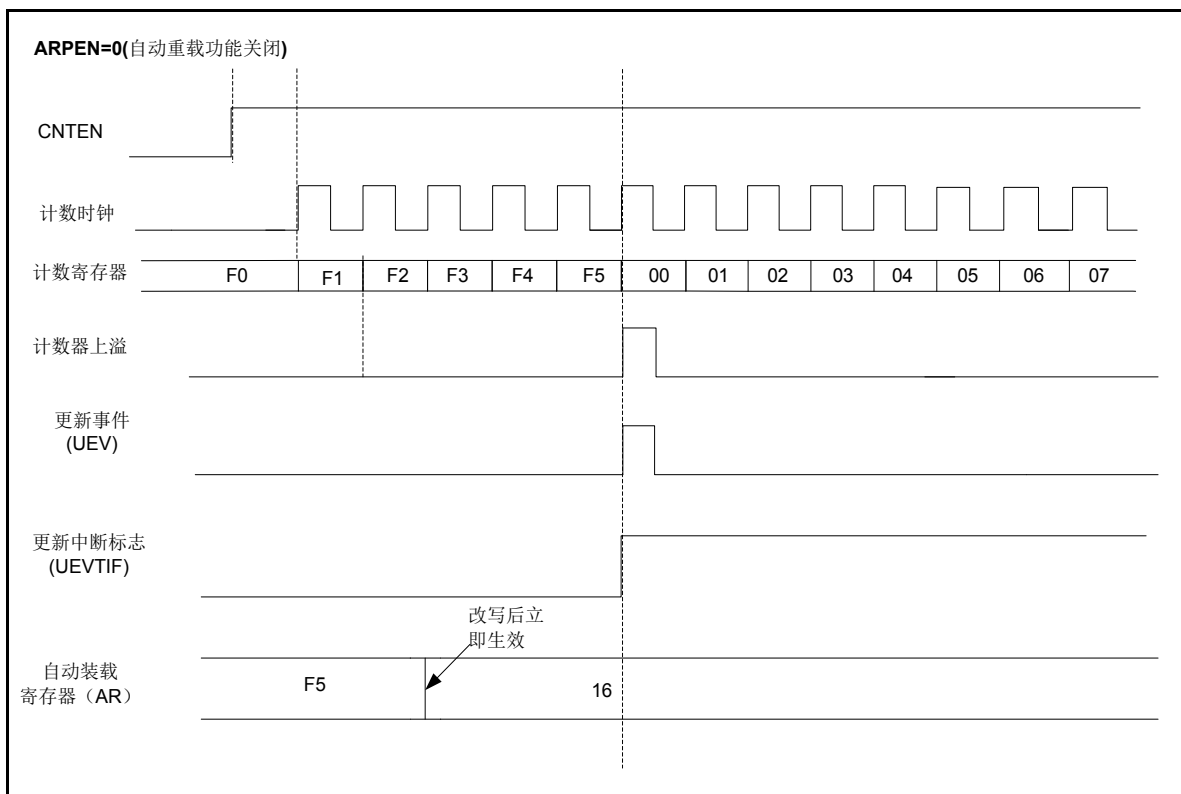 ARPEN=0(自动重载功能关闭)
CNTEN
计数时钟
计数寄存器
F0 F1 F2 F3 F4 F5 00 01 02 03 04 05 06 07
计数器上溢
更新事件
(UEV)
更新中断标志
(UEVTIF)
改写后立
即生效
自动装载
寄存器（AR）
F5
16